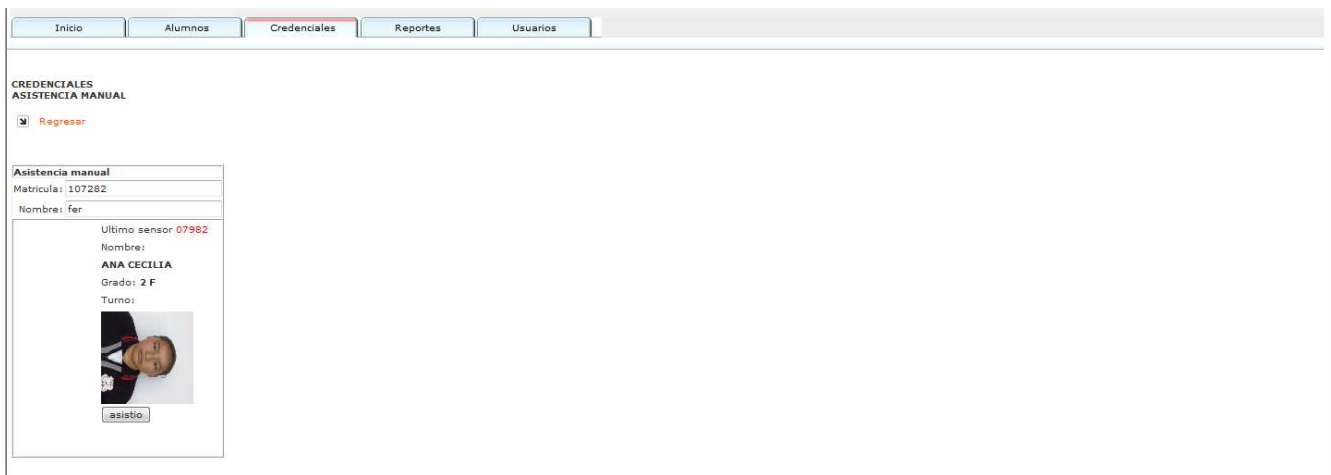 Inicio Alumnos Credenciales Reportes Usuarios
CREDENCIALES
ASISTENCIA MANUAL
Regresar
Asistencia manual
Matricula: 107282
Nombre: fer
Ultimo sensor 07982
Nombre:
ANA CECILIA
Grado: 2 F
Turno:
asistio